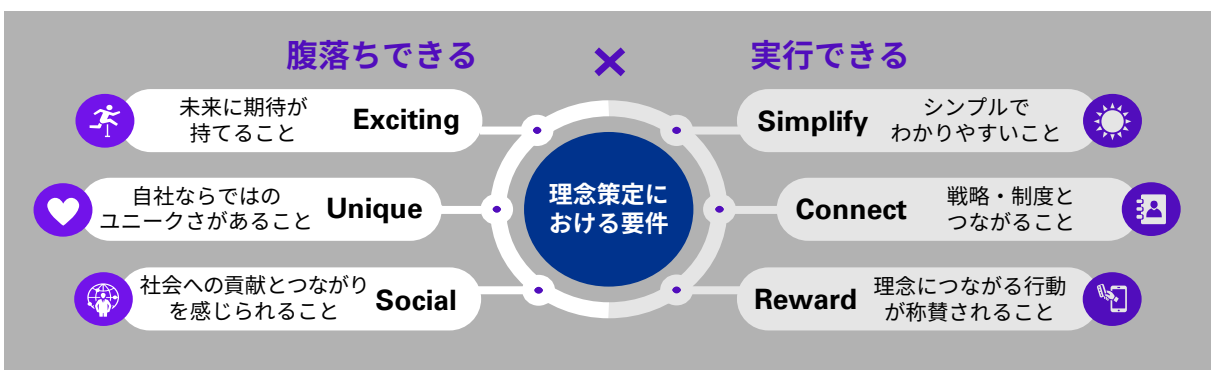 腹落ちできる
×
実行できる
未来に期待が
持てること
Exciting
自社ならではの
ユニークさがあること
Unique
社会への貢献とつながり
を感じられること
Social
理念策定に
おける要件
Simplify
シンプルで
わかりやすいこと
Connect
戦略・制度と
つながること
Reward
理念につながる行動
が称賛されること